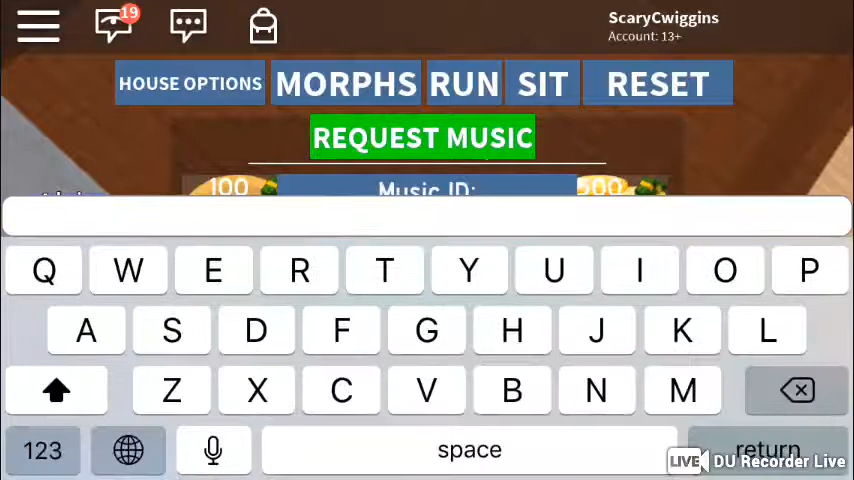 19
ScaryCwiggins
Account: 13+
HOUSE OPTIONS MORPHS RUN SIT RESET
REQUEST MUSIC
100 Music ID: 500
Q W E R T Y U I O P
A S D F G H J K L
Z X C V B N M
123 space return
LIVE DU Recorder Live